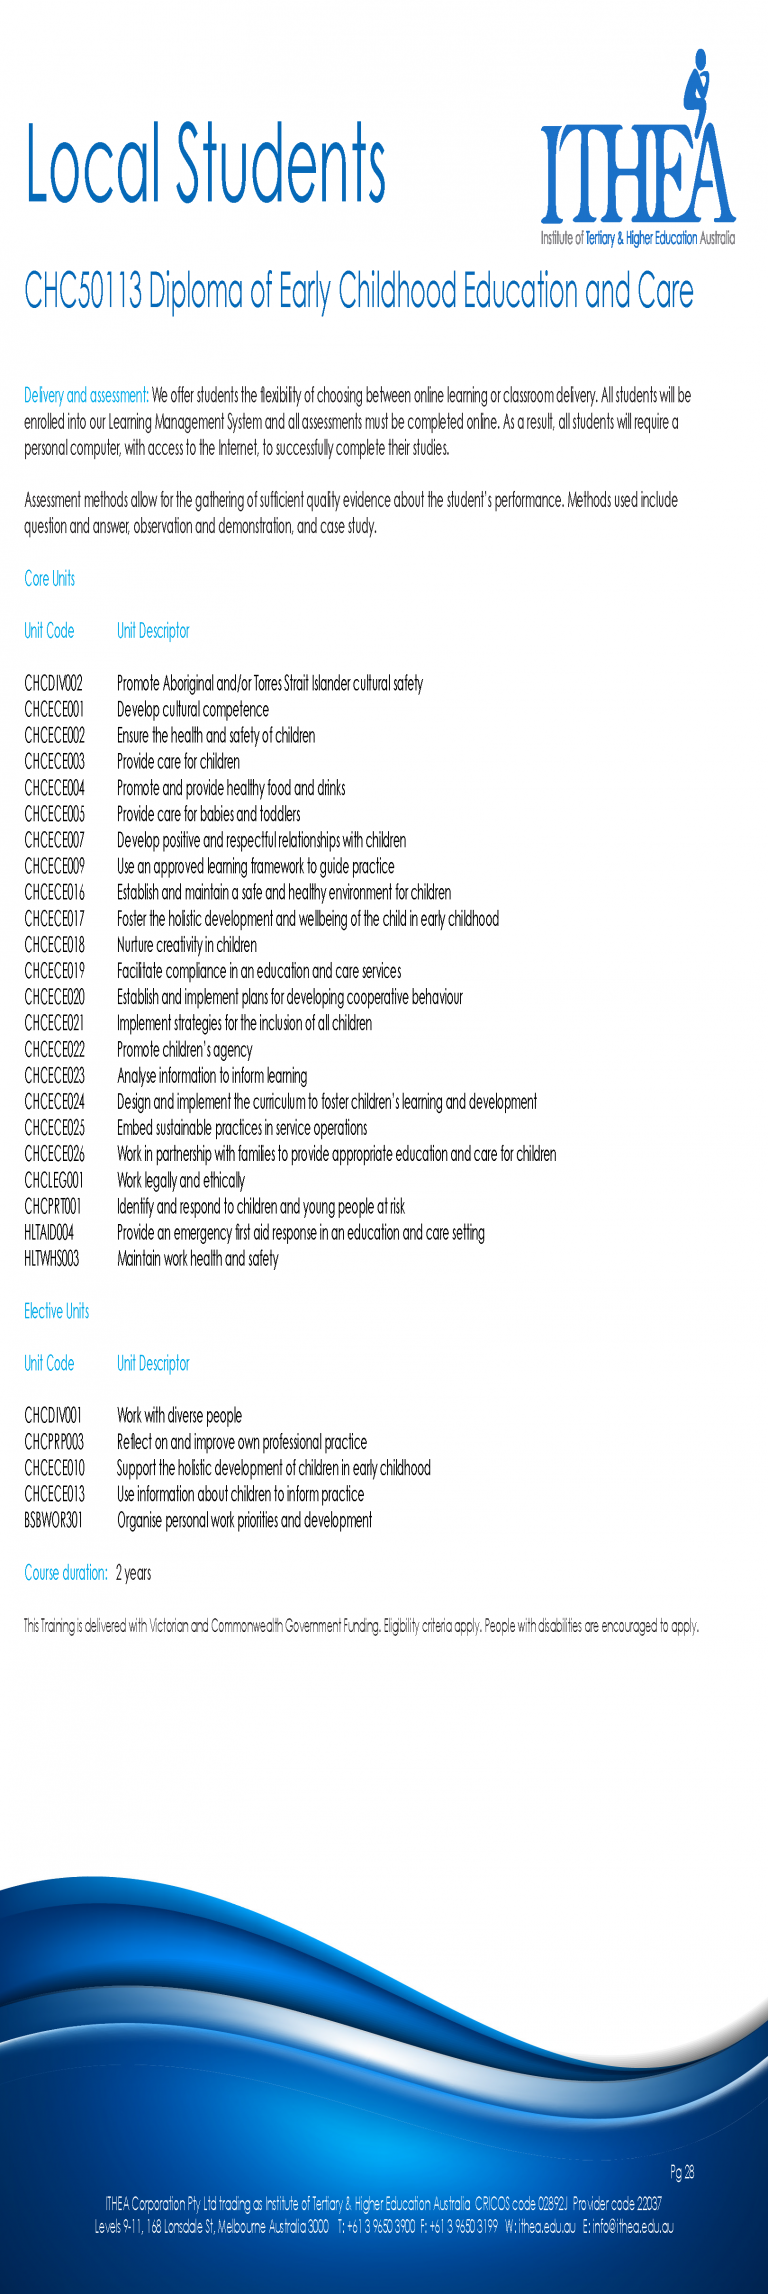 Local Students
ITHEA
Institute of Tertiary & Higher Education Australia
CHC50113 Diploma of Early Childhood Education and Care
Delivery and assessment: We offer students the flexibility of choosing between online learning or classroom delivery. All students will be
enrolled into our Learning Management System and all assessments must be completed online. As a result, all students will require a
personal computer, with access to the Internet, to successfully complete their studies.
Assessment methods allow for the gathering of sufficient quality evidence about the student's performance. Methods used include
question and answer, observation and demonstration, and case study.
Core Units
Unit Code Unit Descriptor
CHCDIV002 Promote Aboriginal and/or Torres Strait Islander cultural safety
CHCECE001 Develop cultural competence
CHCECE002 Ensure the health and safety of children
CHCECE003 Provide care for children
CHCECE004 Promote and provide healthy food and drinks
CHCECE005 Provide care for babies and toddlers
CHCECE007 Develop positive and respectful relationships with children
CHCECE009 Use an approved learning framework to guide practice
CHCECE016 Establish and maintain a safe and healthy environment for children
CHCECE017 Foster the holistic development and wellbeing of the child in early childhood
CHCECE018 Nurture creativity in children
CHCECE019 Facilitate compliance in an education and care services
CHCECE020 Establish and implement plans for developing cooperative behaviour
CHCECE021 Implement strategies for the inclusion of all children
CHCECE022 Promote children's agency
CHCECE023 Analyse information to inform learning
CHCECE024 Design and implement the curriculum to foster children's learning and development
CHCECE025 Embed sustainable practices in service operations
CHCECE026 Work in partnership with families to provide appropriate education and care for children
CHCLEG001 Work legally and ethically
CHCPRT001 Identify and respond to children and young people at risk
HLTAID004 Provide an emergency first aid response in an education and care setting
HLTWHS003 Maintain work health and safety
Elective Units
Unit Code Unit Descriptor
CHCDIV001 Work with diverse people
CHCPRP003 Reflect on and improve own professional practice
CHCECE010 Support the holistic development of children in early childhood
CHCECE013 Use information about children to inform practice
BSBWOR301 Organise personal work priorities and development
Course duration: 2 years
This Training is delivered with Victorian and Commonwealth Government Funding. Eligibility criteria apply. People with disabilities are encouraged to apply.
Pg 28
ITHEA Corporation Pty Ltd trading as Institute of Tertiary & Higher Education Australia CRICOS code 02892J Provider code 22037
Levels 9-11, 168 Lonsdale St, Melbourne Australia 3000 T: +61 3 9650 3900 F: +61 3 9650 3199 W: ithea.edu.au E: info@ithea.edu.au